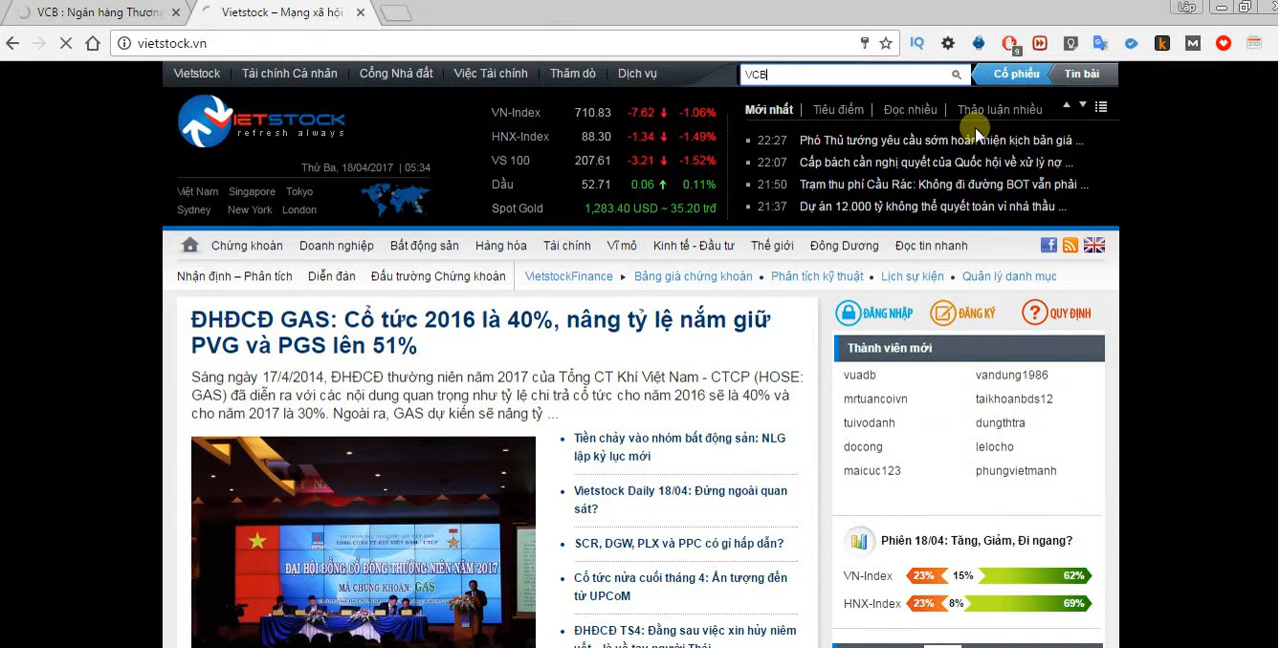 VCB : Ngân hàng Thươn
Vietstock – Mạng xã hội
Lập
vietstock.vn
IQ
9
Vietstock
Tài chính Cá nhân
Cổng Nhà đất
Việc Tài chính
Thăm dò
Dịch vụ
VCB
Cổ phiếu
Tin bài
VIETSTOCK
refresh always
Thứ Ba, 18/04/2017 | 05:34
Việt Nam Singapore Tokyo
Sydney New York London
VN-Index 710.83 -7.62 -1.06%
HNX-Index 88.30 -1.34 -1.49%
VS 100 207.61 -3.21 -1.52%
Dầu 52.71 0.06 0.11%
Spot Gold 1,283.40 USD ~ 35.20 trđ
Mới nhất | Tiêu điểm | Đọc nhiều | Thảo luận nhiều
22:27 Phó Thủ tướng yêu cầu sớm hoàn thiện kịch bản giá ...
22:07 Cấp bách cần nghị quyết của Quốc hội về xử lý nợ ...
21:50 Trạm thu phí Cầu Rác: Không đi đường BOT vẫn phải ...
21:37 Dự án 12.000 tỷ không thể quyết toán vì nhà thầu ...
Chứng khoán Doanh nghiệp Bất động sản Hàng hóa Tài chính Vĩ mô Kinh tế - Đầu tư Thế giới Đông Dương Đọc tin nhanh
Nhận định – Phân tích Diễn đàn Đấu trường Chứng khoán VietstockFinance Bảng giá chứng khoán Phân tích kỹ thuật Lịch sự kiện Quản lý danh mục
ĐHĐCĐ GAS: Cổ tức 2016 là 40%, nâng tỷ lệ nắm giữ
PVG và PGS lên 51%
Sáng ngày 17/4/2014, ĐHĐCĐ thường niên năm 2017 của Tổng CT Khí Việt Nam - CTCP (HOSE:
GAS) đã diễn ra với các nội dung quan trọng như tỷ lệ chi trả cổ tức cho năm 2016 sẽ là 40% và
cho năm 2017 là 30%. Ngoài ra, GAS dự kiến sẽ nâng tỷ ...
ĐẠI HỘI ĐỒNG CỔ ĐÔNG THƯỜNG NIÊN NĂM 2017
MÃ CHỨNG KHOÁN: GAS
Tiền chảy vào nhóm bất động sản: NLG
lập kỷ lục mới
Vietstock Daily 18/04: Đứng ngoài quan
sát?
SCR, DGW, PLX và PPC có gì hấp dẫn?
Cổ tức nửa cuối tháng 4: Ấn tượng đến
từ UPCoM
ĐHĐCĐ TS4: Đằng sau việc xin hủy niêm
ĐĂNG NHẬP
ĐĂNG KÝ
QUY ĐỊNH
Thành viên mới
vuadb vandung1986
mrtuancoivn taikhoanbds12
tuivodanh dungthtra
docong lelocho
maicuc123 phungvietmanh
Phiên 18/04: Tăng, Giảm, Đi ngang?
VN-Index 23% 15% 62%
HNX-Index 23% 8% 69%